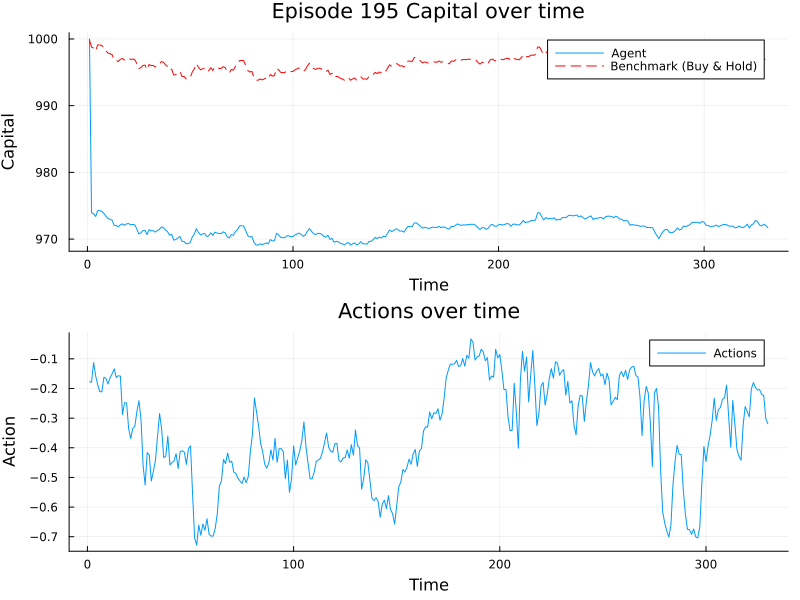 Episode 195 Capital over time
1000
990
980
970
Capital
Agent
Benchmark (Buy & Hold)
0
100
200
300
Time
Actions over time
−0.1
−0.2
−0.3
−0.4
−0.5
−0.6
−0.7
Action
Actions
0
100
200
300
Time